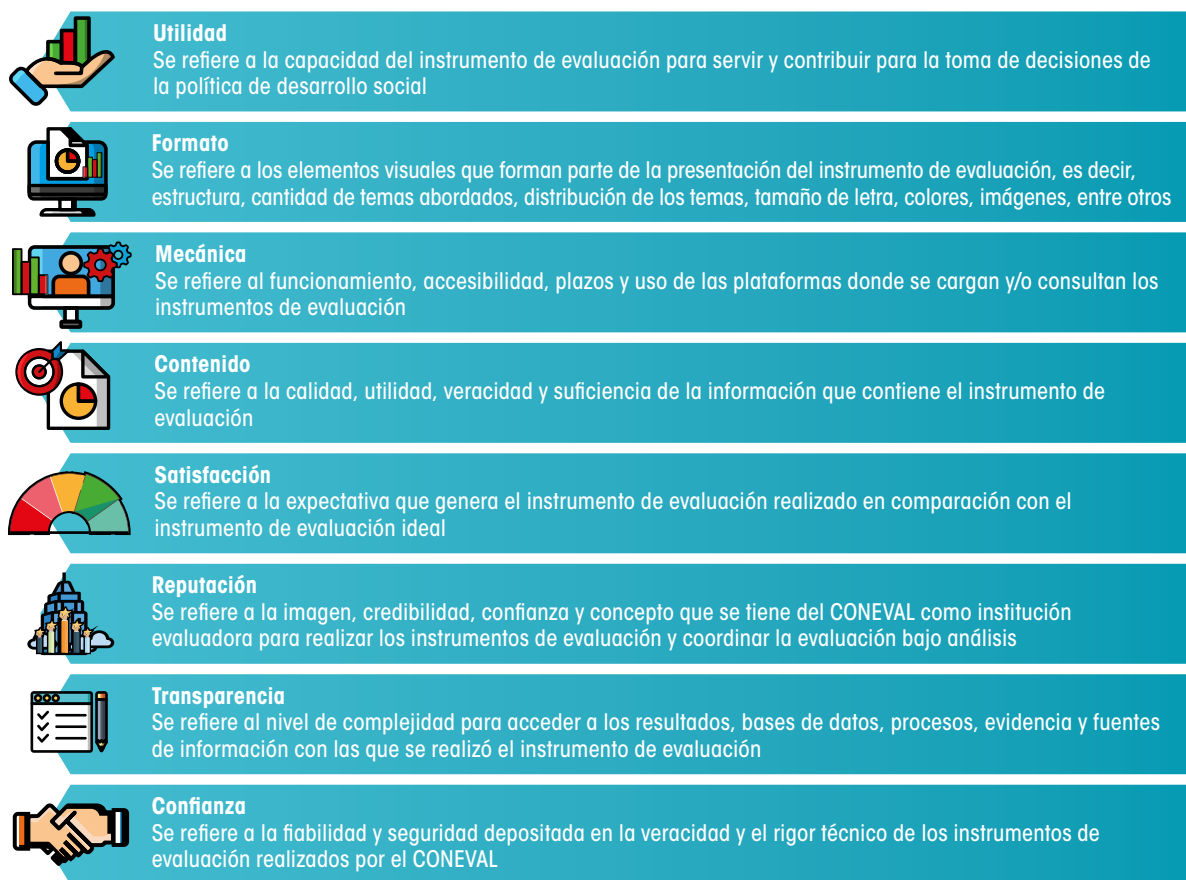 Utilidad
Se refiere a la capacidad del instrumento de evaluación para servir y contribuir para la toma de decisiones de
la política de desarrollo social
Formato
Se refiere a los elementos visuales que forman parte de la presentación del instrumento de evaluación, es decir,
estructura, cantidad de temas abordados, distribución de los temas, tamaño de letra, colores, imágenes, entre otros
Mecánica
Se refiere al funcionamiento, accesibilidad, plazos y uso de las plataformas donde se cargan y/o consultan los
instrumentos de evaluación
Contenido
Se refiere a la calidad, utilidad, veracidad y suficiencia de la información que contiene el instrumento de
evaluación
Satisfacción
Se refiere a la expectativa que genera el instrumento de evaluación realizado en comparación con el
instrumento de evaluación ideal
Reputación
Se refiere a la imagen, credibilidad, confianza y concepto que se tiene del CONEVAL como institución
evaluadora para realizar los instrumentos de evaluación y coordinar la evaluación bajo análisis
Transparencia
Se refiere al nivel de complejidad para acceder a los resultados, bases de datos, procesos, evidencia y fuentes
de información con las que se realizó el instrumento de evaluación
Confianza
Se refiere a la fiabilidad y seguridad depositada en la veracidad y el rigor técnico de los instrumentos de
evaluación realizados por el CONEVAL